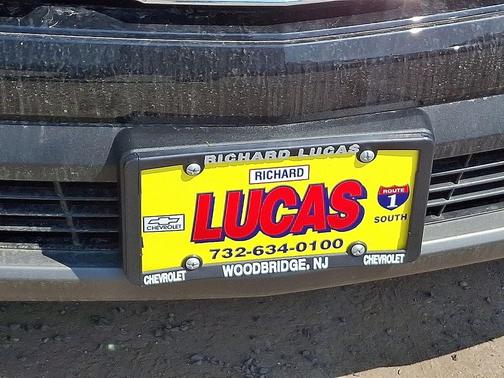 RICHARD LUCAS
RICHARD
LUCAS
CHEVROLET
ROUTE
1
SOUTH
732-634-0100
CHEVROLET
WOODBRIDGE, NJ
CHEVROLET